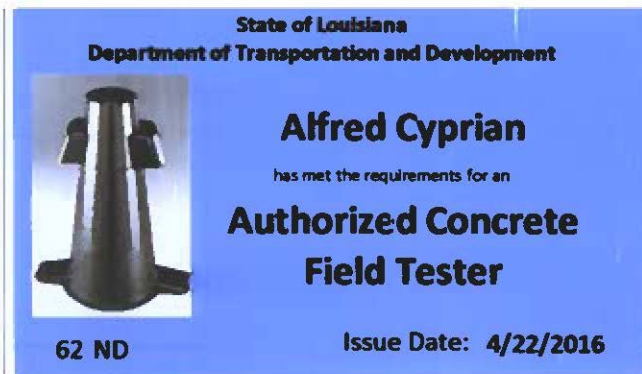 State of Louisiana
Department of Transportation and Development
Alfred Cyprian
has met the requirements for an
Authorized Concrete
Field Tester
62 ND
Issue Date: 4/22/2016